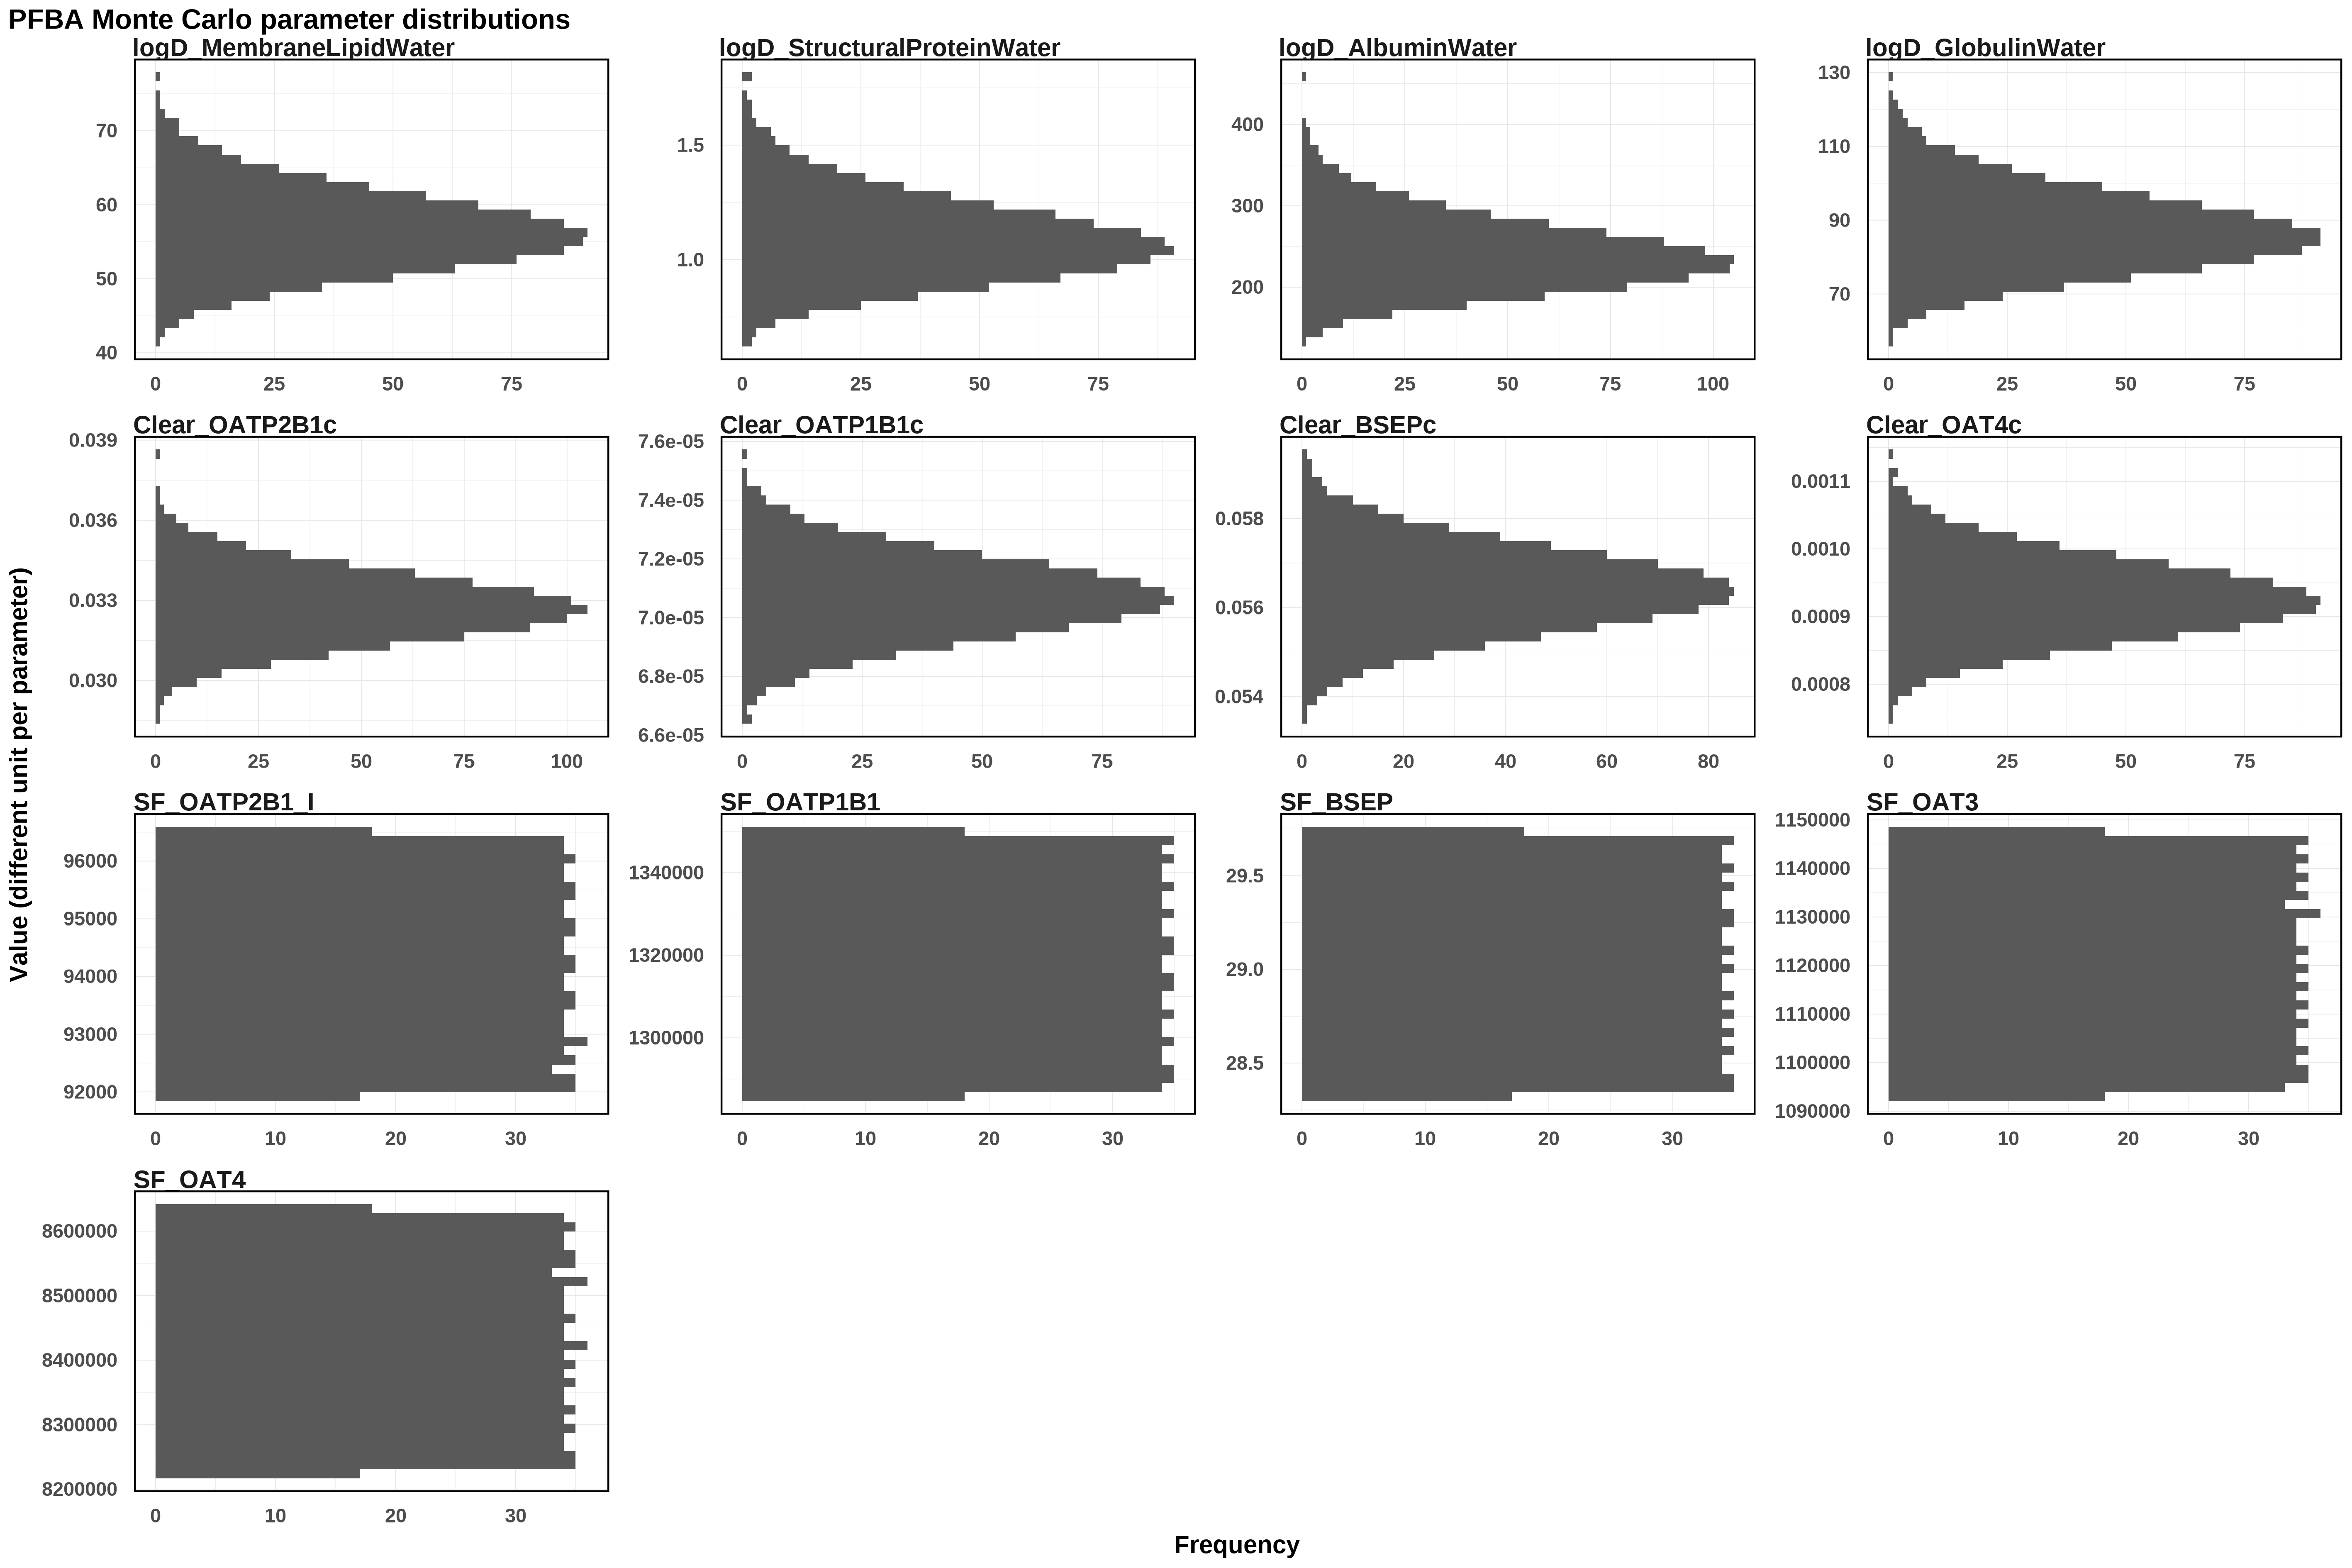 PFBA Monte Carlo parameter distributions
logD_MembraneLipidWater
logD_StructuralProteinWater
logD_AlbuminWater
logD_GlobulinWater
70
60
50
40
0 25 50 75
1.5
1.0
0 25 50 75
400
300
200
0 25 50 75 100
130
110
90
70
0 25 50 75
Clear_OATP2B1c
Clear_OATP1B1c
Clear_BSEPc
Clear_OAT4c
0.039
0.036
0.033
0.030
0 25 50 75 100
7.6e-05
7.4e-05
7.2e-05
7.0e-05
6.8e-05
6.6e-05
0 25 50 75
0.058
0.056
0.054
0 20 40 60 80
0.0011
0.0010
0.0009
0.0008
0 25 50 75
Value (different unit per parameter)
SF_OATP2B1_I
SF_OATP1B1
SF_BSEP
SF_OAT3
96000
95000
94000
93000
92000
0 10 20 30
1340000
1320000
1300000
0 10 20 30
29.5
29.0
28.5
0 10 20 30
1150000
1140000
1130000
1120000
1110000
1100000
1090000
0 10 20 30
SF_OAT4
8600000
8500000
8400000
8300000
8200000
0 10 20 30
Frequency